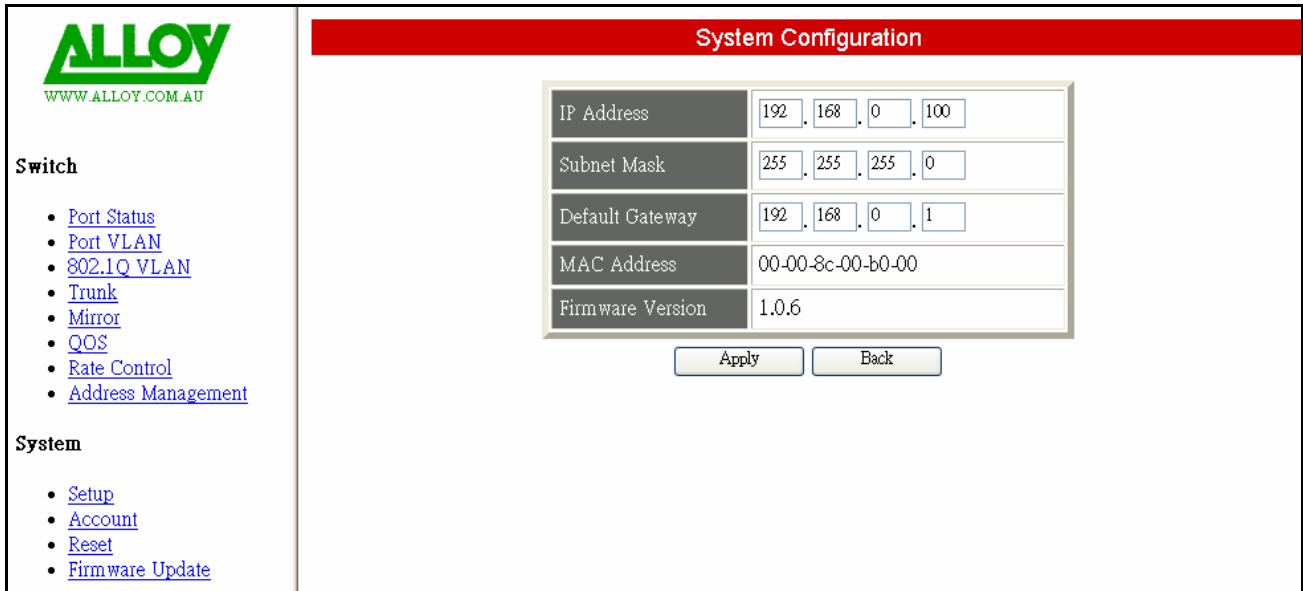 ALLOY
WWW.ALLOY.COM.AU
Switch
Port Status
Port VLAN
802.1Q VLAN
Trunk
Mirror
QOS
Rate Control
Address Management
System
Setup
Account
Reset
Firmware Update
System Configuration
IP Address 192 . 168 . 0 . 100
Subnet Mask 255 . 255 . 255 . 0
Default Gateway 192 . 168 . 0 . 1
MAC Address 00-00-8c-00-b0-00
Firmware Version 1.0.6
Apply Back